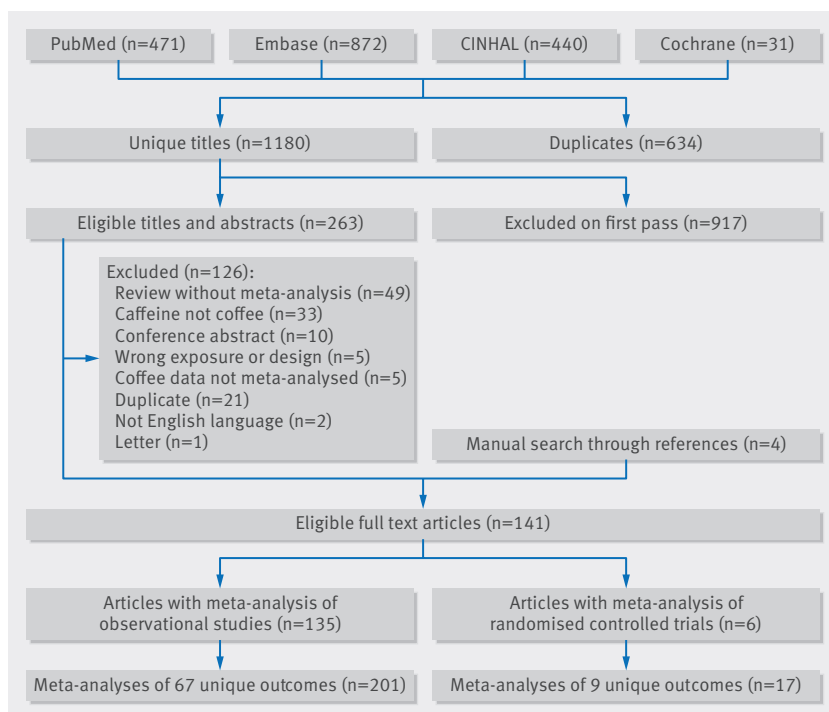 PubMed (n=471)
Embase (n=872)
CINHAL (n=440)
Cochrane (n=31)
Unique titles (n=1180)
Duplicates (n=634)
Eligible titles and abstracts (n=263)
Excluded on first pass (n=917)
Excluded (n=126):
Review without meta-analysis (n=49)
Caffeine not coffee (n=33)
Conference abstract (n=10)
Wrong exposure or design (n=5)
Coffee data not meta-analysed (n=5)
Duplicate (n=21)
Not English language (n=2)
Letter (n=1)
Manual search through references (n=4)
Eligible full text articles (n=141)
Articles with meta-analysis of
observational studies (n=135)
Articles with meta-analysis of
randomised controlled trials (n=6)
Meta-analyses of 67 unique outcomes (n=201)
Meta-analyses of 9 unique outcomes (n=17)